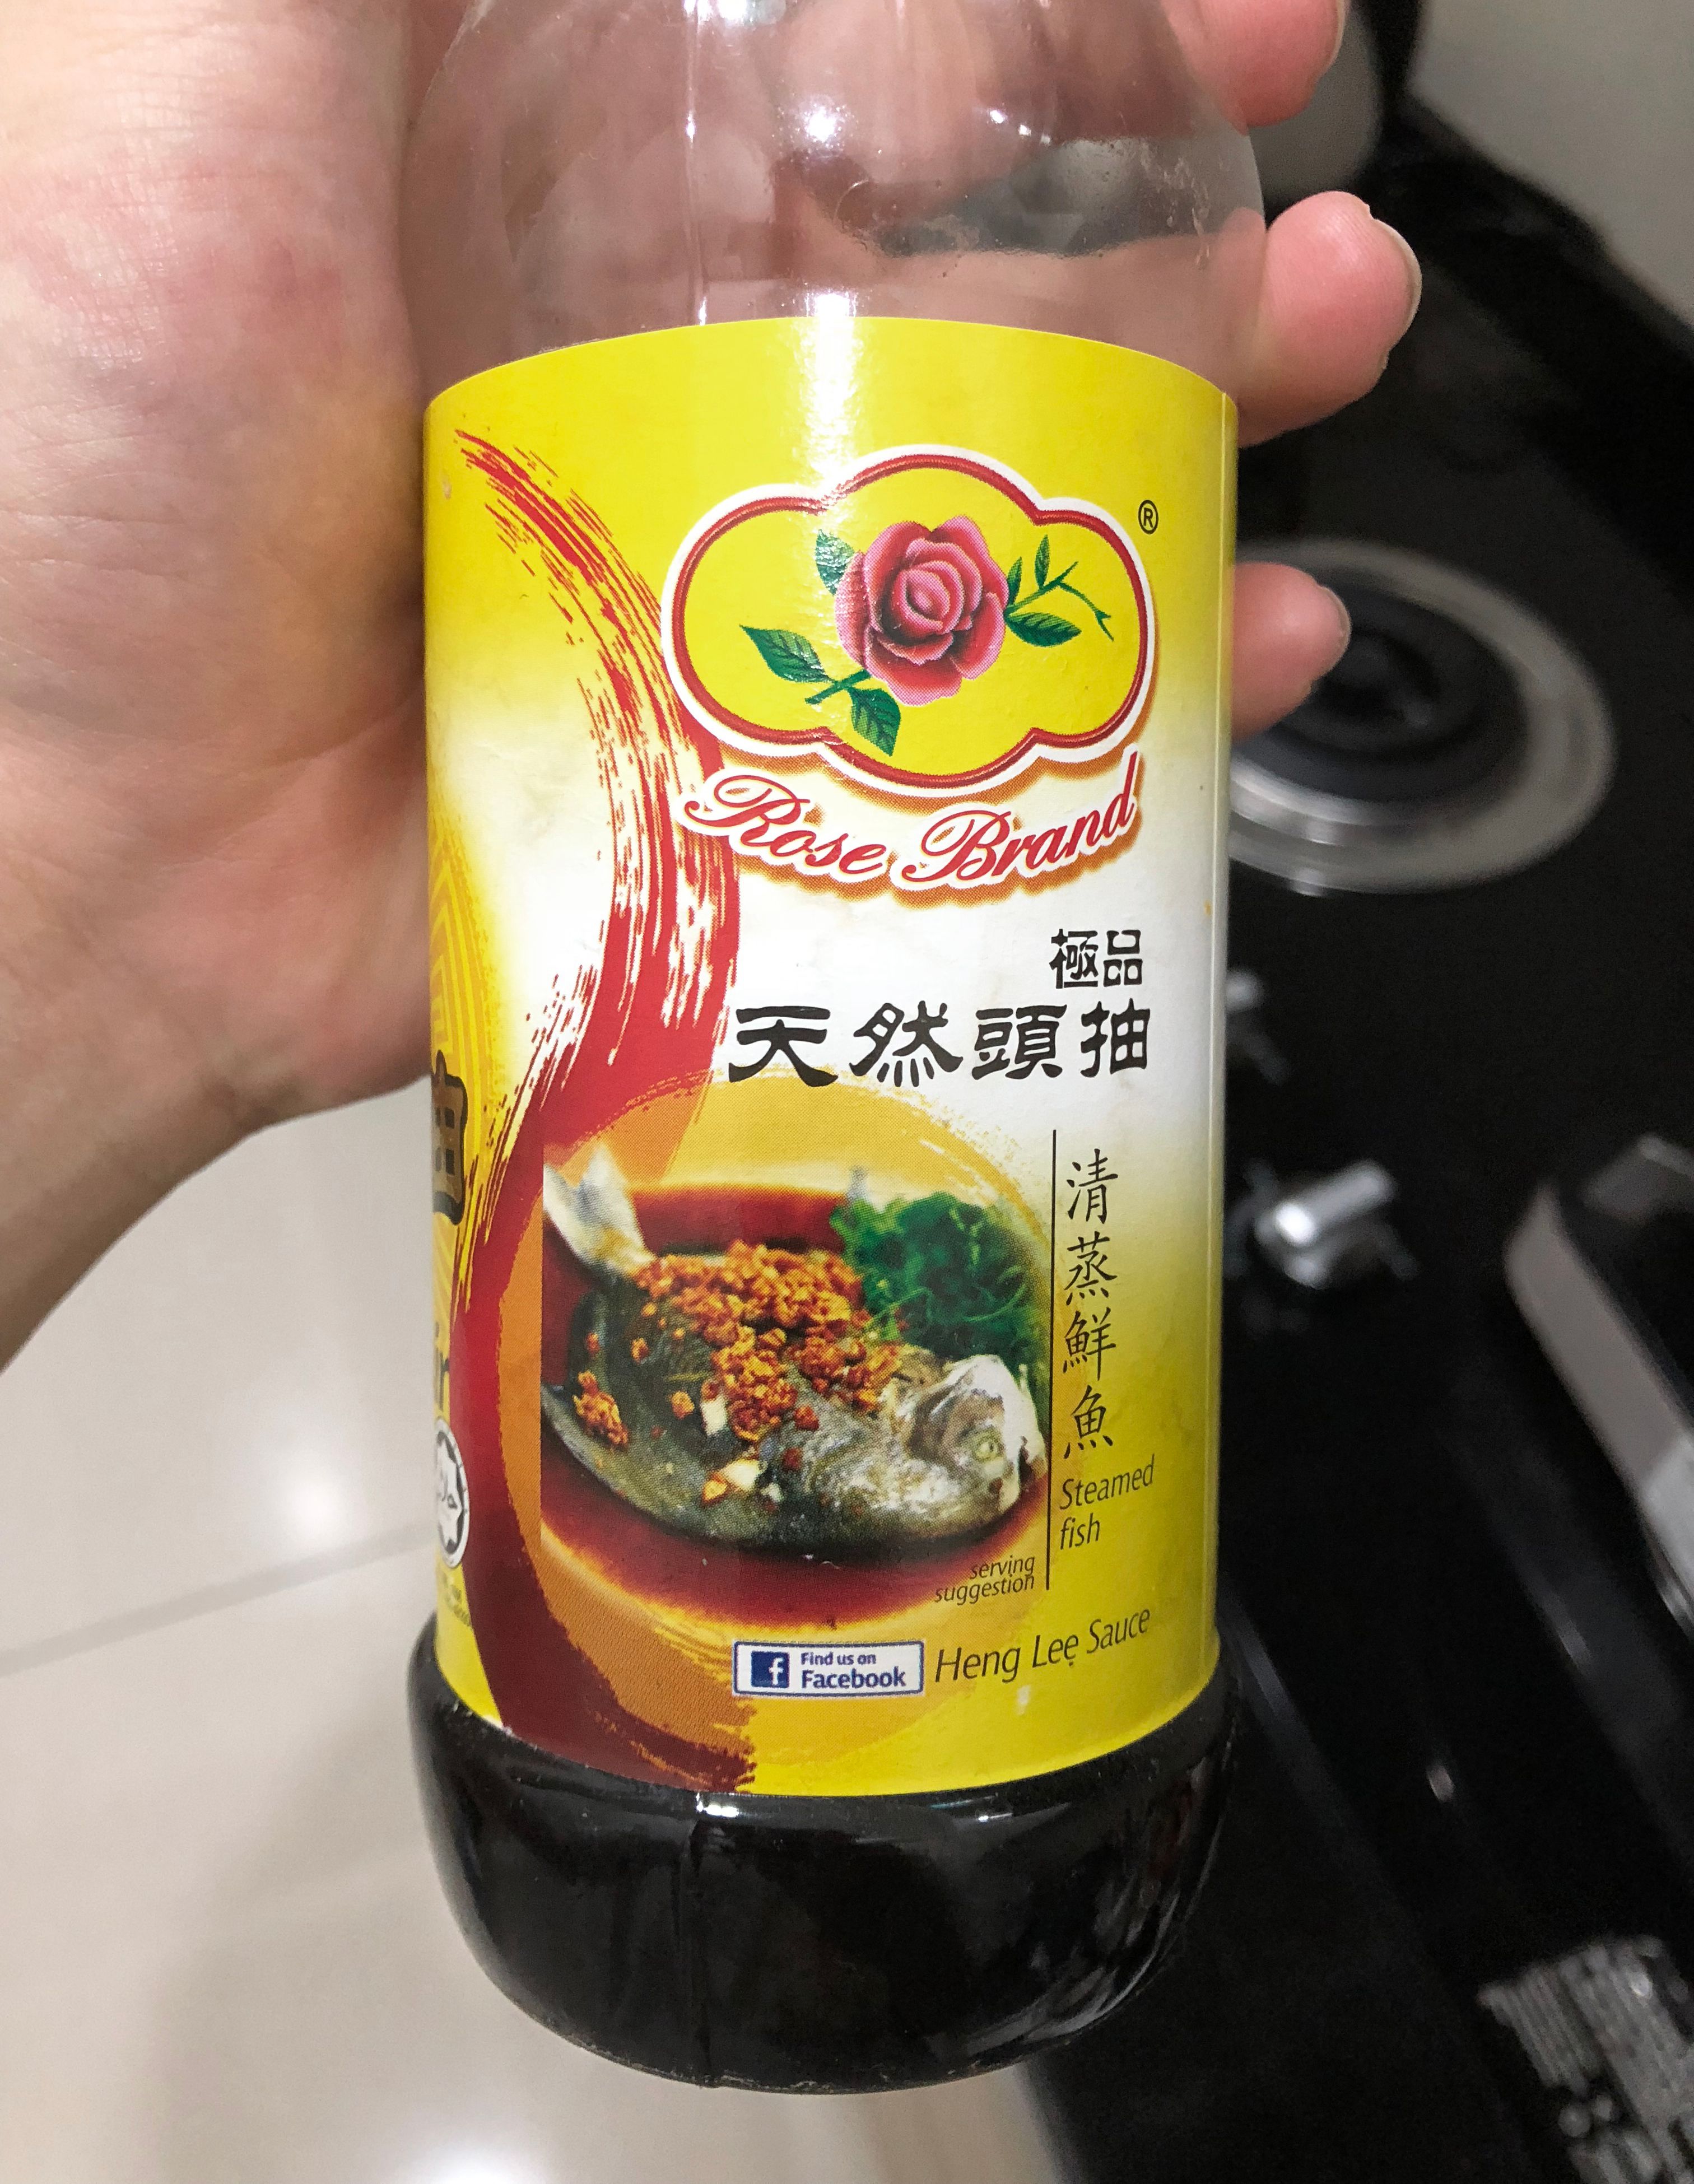 ®
Rose Brand
極品
天然頭抽
清蒸鮮魚
Steamed
fish
serving
suggestion
f
Find us on
Facebook
Heng Lee Sauce